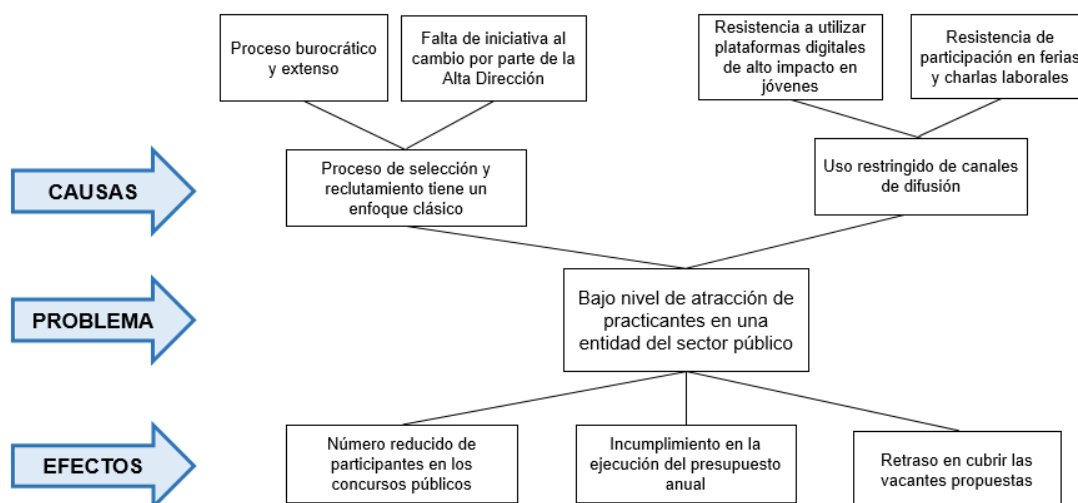 Proceso burocrático
y extenso
Falta de iniciativa al
cambio por parte de la
Alta Dirección
Resistencia a utilizar
plataformas digitales
de alto impacto en
jóvenes
Resistencia de
participación en ferias
y charlas laborales
CAUSAS
Proceso de selección y
reclutamiento tiene un
enfoque clásico
Uso restringido de canales
de difusión
PROBLEMA
Bajo nivel de atracción de
practicantes en una
entidad del sector público
EFECTOS
Número reducido de
participantes en los
concursos públicos
Incumplimiento en la
ejecución del presupuesto
anual
Retraso en cubrir las
vacantes propuestas